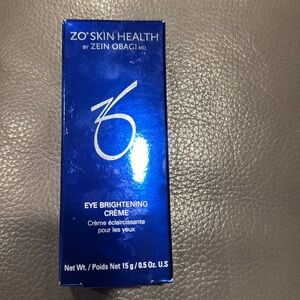 ZO® SKIN HEALTH
BY ZEIN OBAGI MD
EYE BRIGHTENING
CRÈME
Crème éclaircissante
pour les yeux
Net Wt. / Poids Net 15 g / 0.5 Oz. U.S